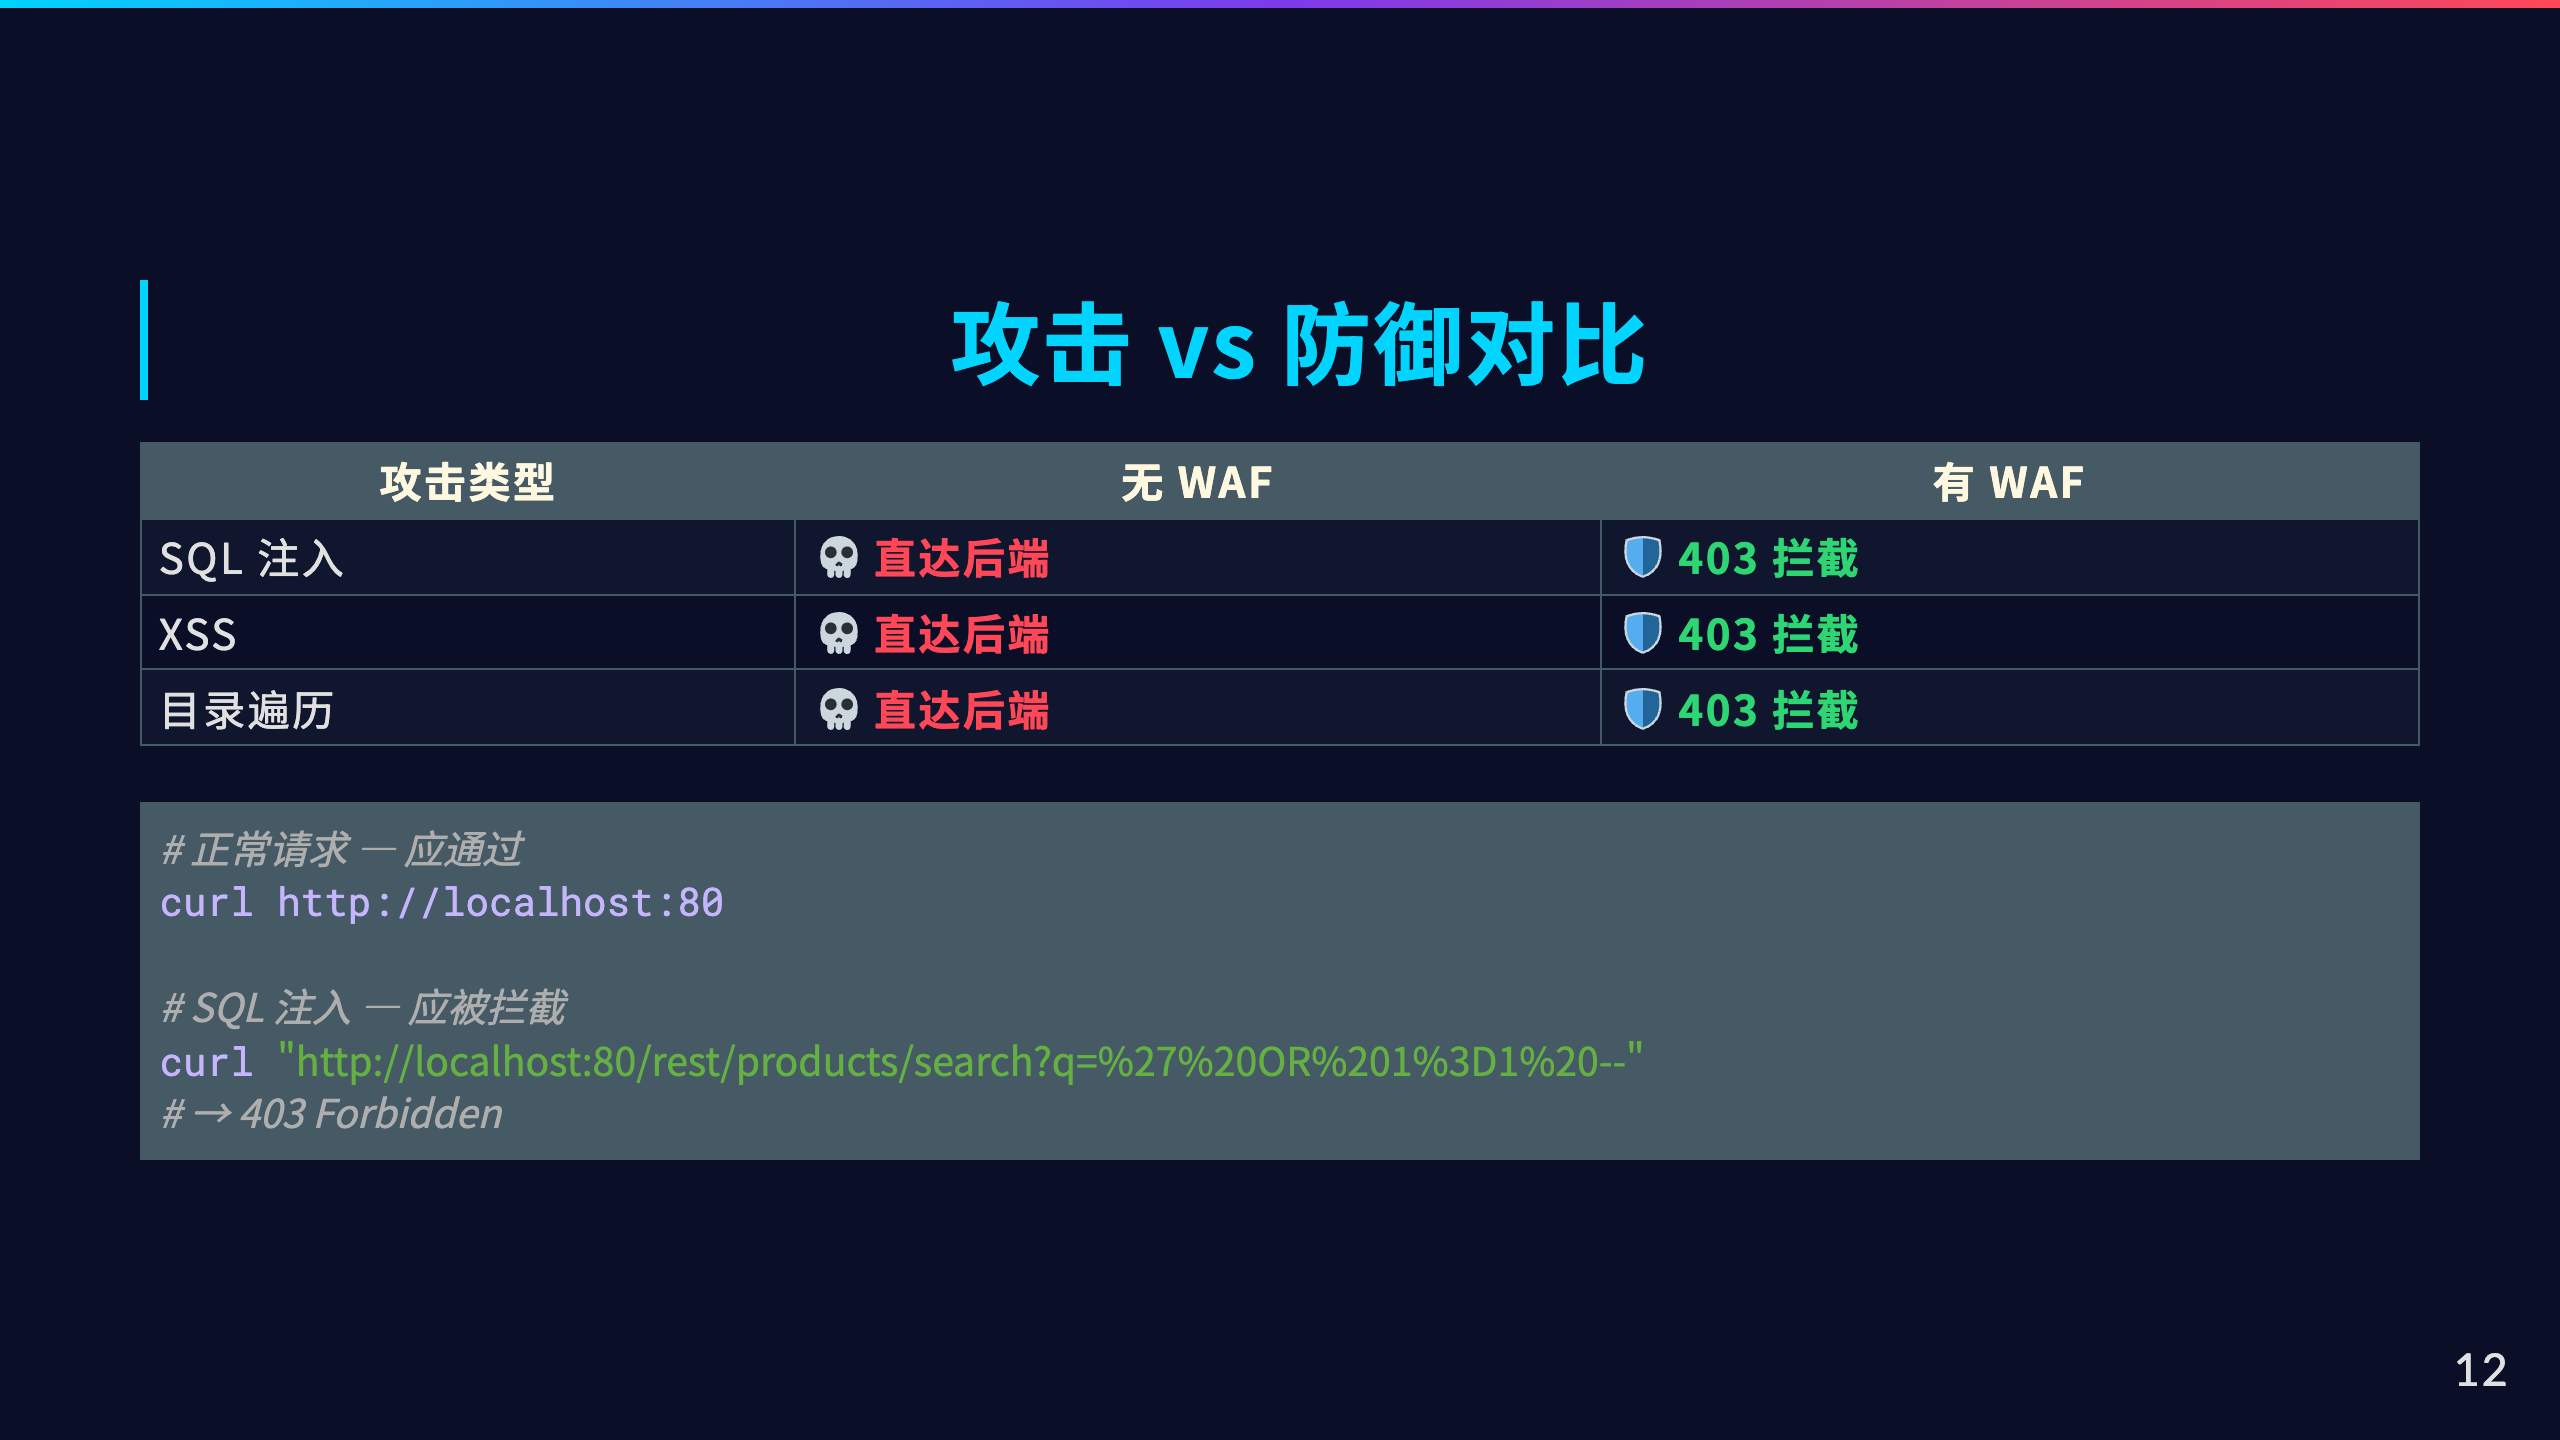 攻击 vs 防御对比
攻击类型 无 WAF 有 WAF
SQL 注入 💀 直达后端 🛡️ 403 拦截
XSS 💀 直达后端 🛡️ 403 拦截
目录遍历 💀 直达后端 🛡️ 403 拦截
# 正常请求 — 应通过
curl http://localhost:80
# SQL 注入 — 应被拦截
curl "http://localhost:80/rest/products/search?q=%27%20OR%201%3D1%20--"
# → 403 Forbidden
12